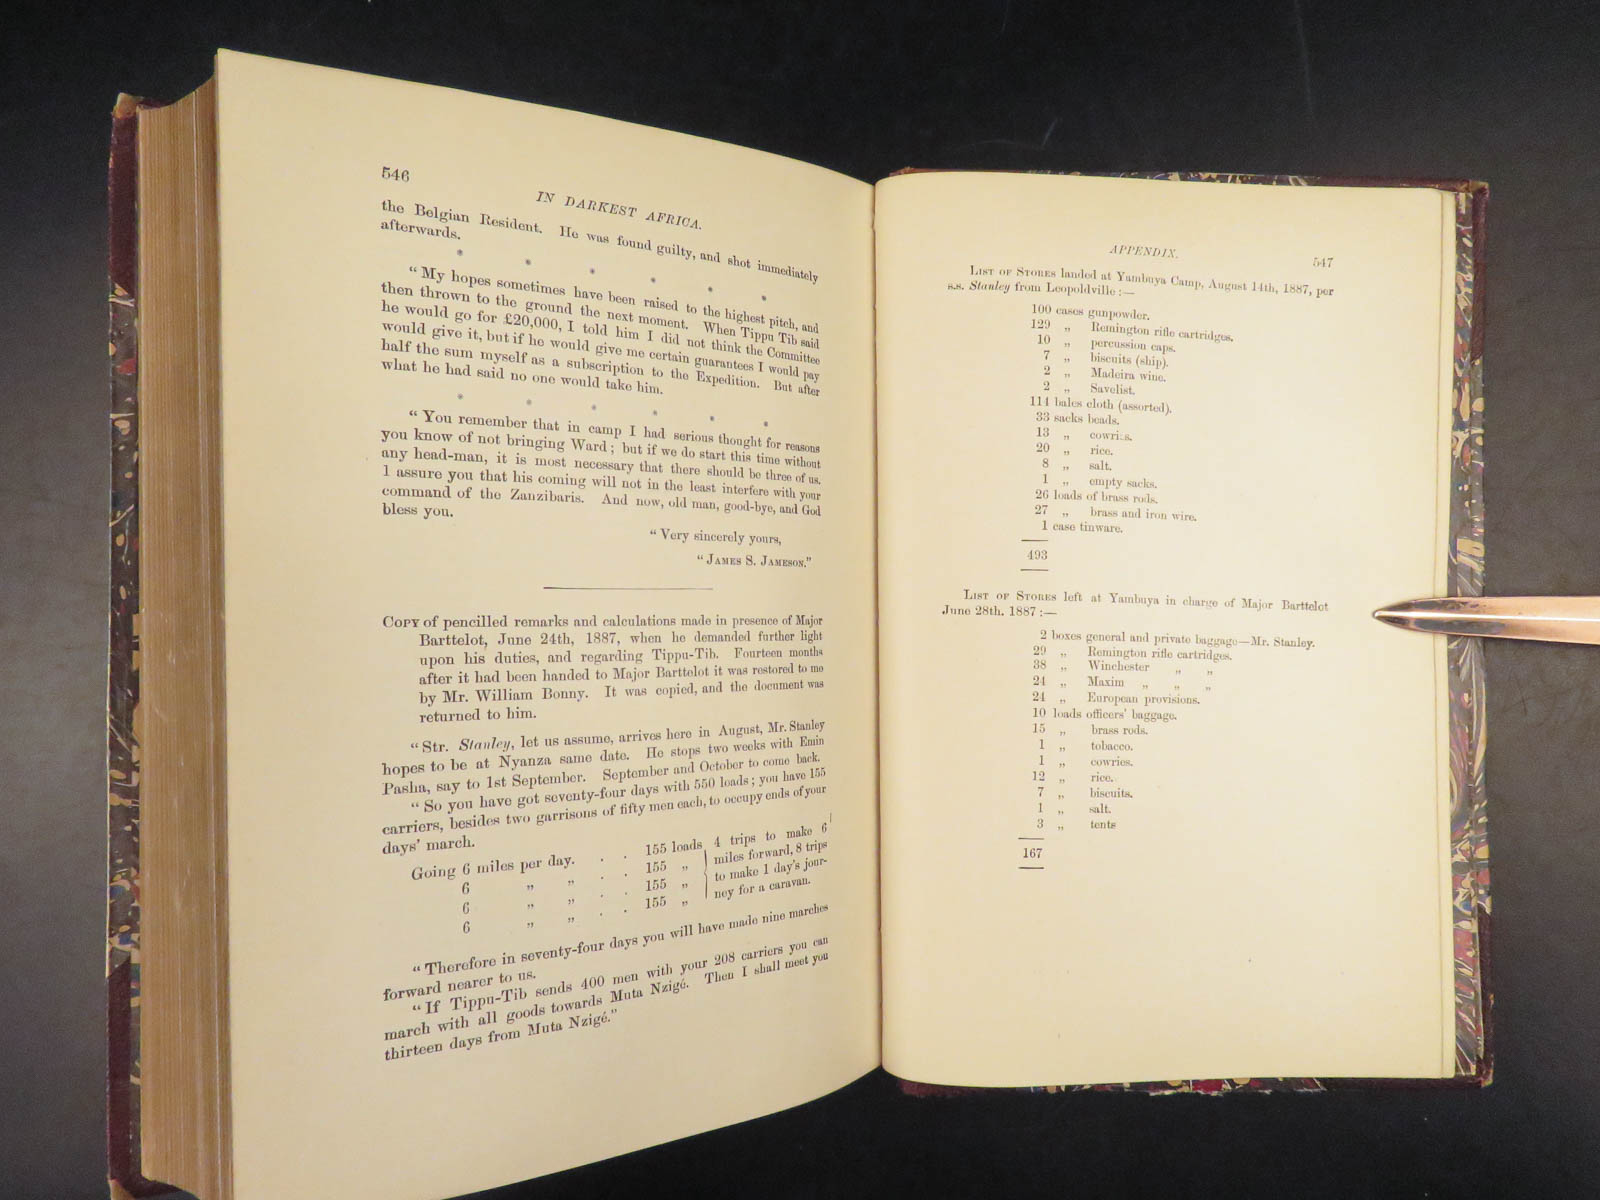 546
IN DARKEST AFRICA.
the Belgian Resident. He was found guilty, and shot immediately
afterwards.
* * * * * *
"My hopes sometimes have been raised to the highest pitch, and
then thrown to the ground the next moment. When Tippu Tib said
he would go for £20,000, I told him I did not think the Committee
would give it, but if he would give me certain guarantees I would pay
half the sum myself as a subscription to the Expedition. But after
what he had said no one would take him.
* * * * * *
"You remember that in camp I had serious thought for reasons
you know of not bringing Ward; but if we do start this time without
any head-man, it is most necessary that there should be three of us.
I assure you that his coming will not in the least interfere with your
command of the Zanzibaris. And now, old man, good-bye, and God
bless you.
"Very sincerely yours,
"JAMES S. JAMESON."
COPY of pencilled remarks and calculations made in presence of Major
Barttelot, June 24th, 1887, when he demanded further light
upon his duties, and regarding Tippu-Tib. Fourteen months
after it had been handed to Major Barttelot it was restored to me
by Mr. William Bonny. It was copied, and the document was
returned to him.
"Str. Stanley, let us assume, arrives here in August, Mr. Stanley
hopes to be at Nyanza same date. He stops two weeks with Emin
Pasha, say to 1st September. September and October to come back.
"So you have got seventy-four days with 550 loads; you have 155
carriers, besides two garrisons of fifty men each, to occupy ends of your
days' march.
Going 6 miles per day. . . 155 loads 4 trips to make 6
6 " " . . 155 " miles forward, 8 trips
6 " " . . 155 " to make 1 day's jour-
6 " " . . 155 " ney for a caravan.
"Therefore in seventy-four days you will have made nine marches
forward nearer to us.
"If Tippu-Tib sends 400 men with your 208 carriers you can
march with all goods towards Muta Nzigé. Then I shall meet you
thirteen days from Muta Nzigé."
APPENDIX.
547
LIST OF STORES landed at Yambuya Camp, August 14th, 1887, per
s.s. Stanley from Leopoldville:—
100 cases gunpowder.
129 " Remington rifle cartridges.
10 " percussion caps.
7 " biscuits (ship).
2 " Madeira wine.
2 " Savelist.
114 bales cloth (assorted).
33 sacks beads.
13 " cowries.
20 " rice.
8 " salt.
1 " empty sacks.
26 loads of brass rods.
27 " brass and iron wire.
1 case tinware.
493
LIST OF STORES left at Yambuya in charge of Major Barttelot
June 28th, 1887:—
2 boxes general and private baggage—Mr. Stanley.
29 " Remington rifle cartridges.
38 " Winchester " "
24 " Maxim " " "
24 " European provisions.
10 loads officers' baggage.
15 " brass rods.
1 " tobacco.
1 " cowries.
12 " rice.
7 " biscuits.
1 " salt.
3 " tents
167